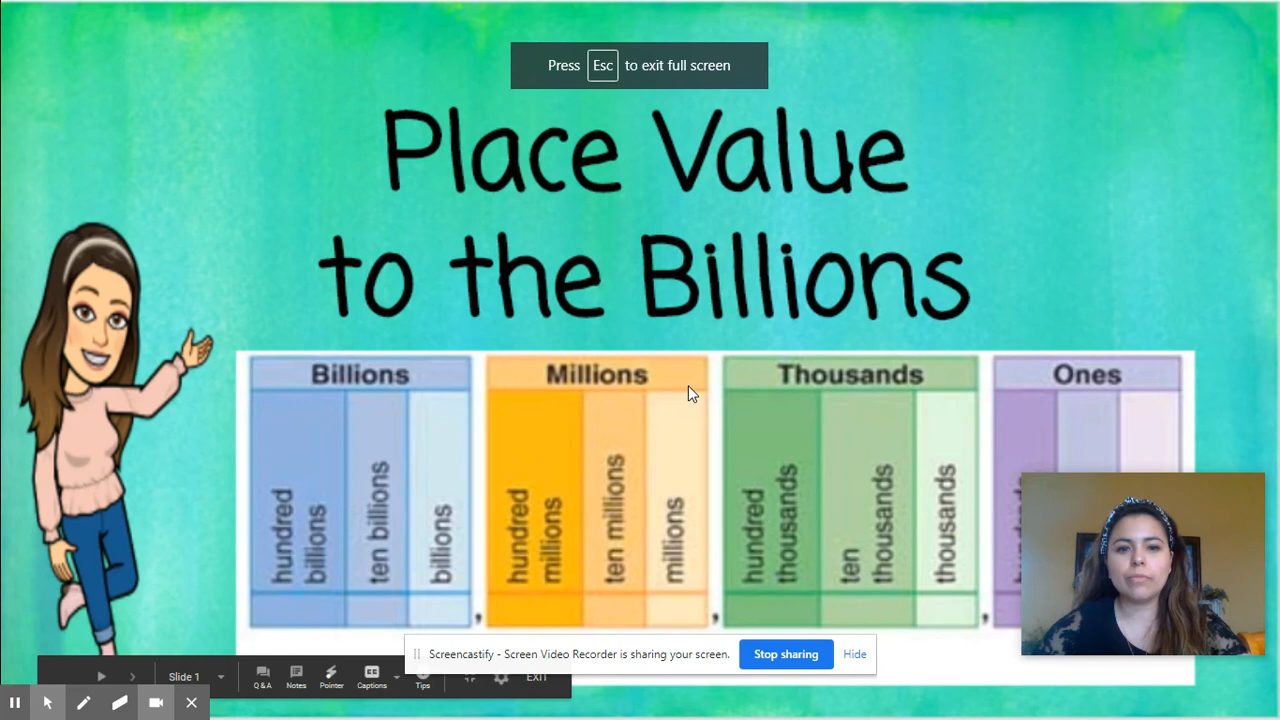 Press Esc to exit full screen
Place Value
to the Billions
Billions
Millions
Thousands
Ones
hundred
billions
ten billions
billions
,
hundred
millions
ten millions
millions
,
hundred
thousands
ten
thousands
thousands
,
Screencastify - Screen Video Recorder is sharing your screen.
Stop sharing
Hide
Slide 1
Q & A
Notes
Pointer
Captions
Tips
EXIT